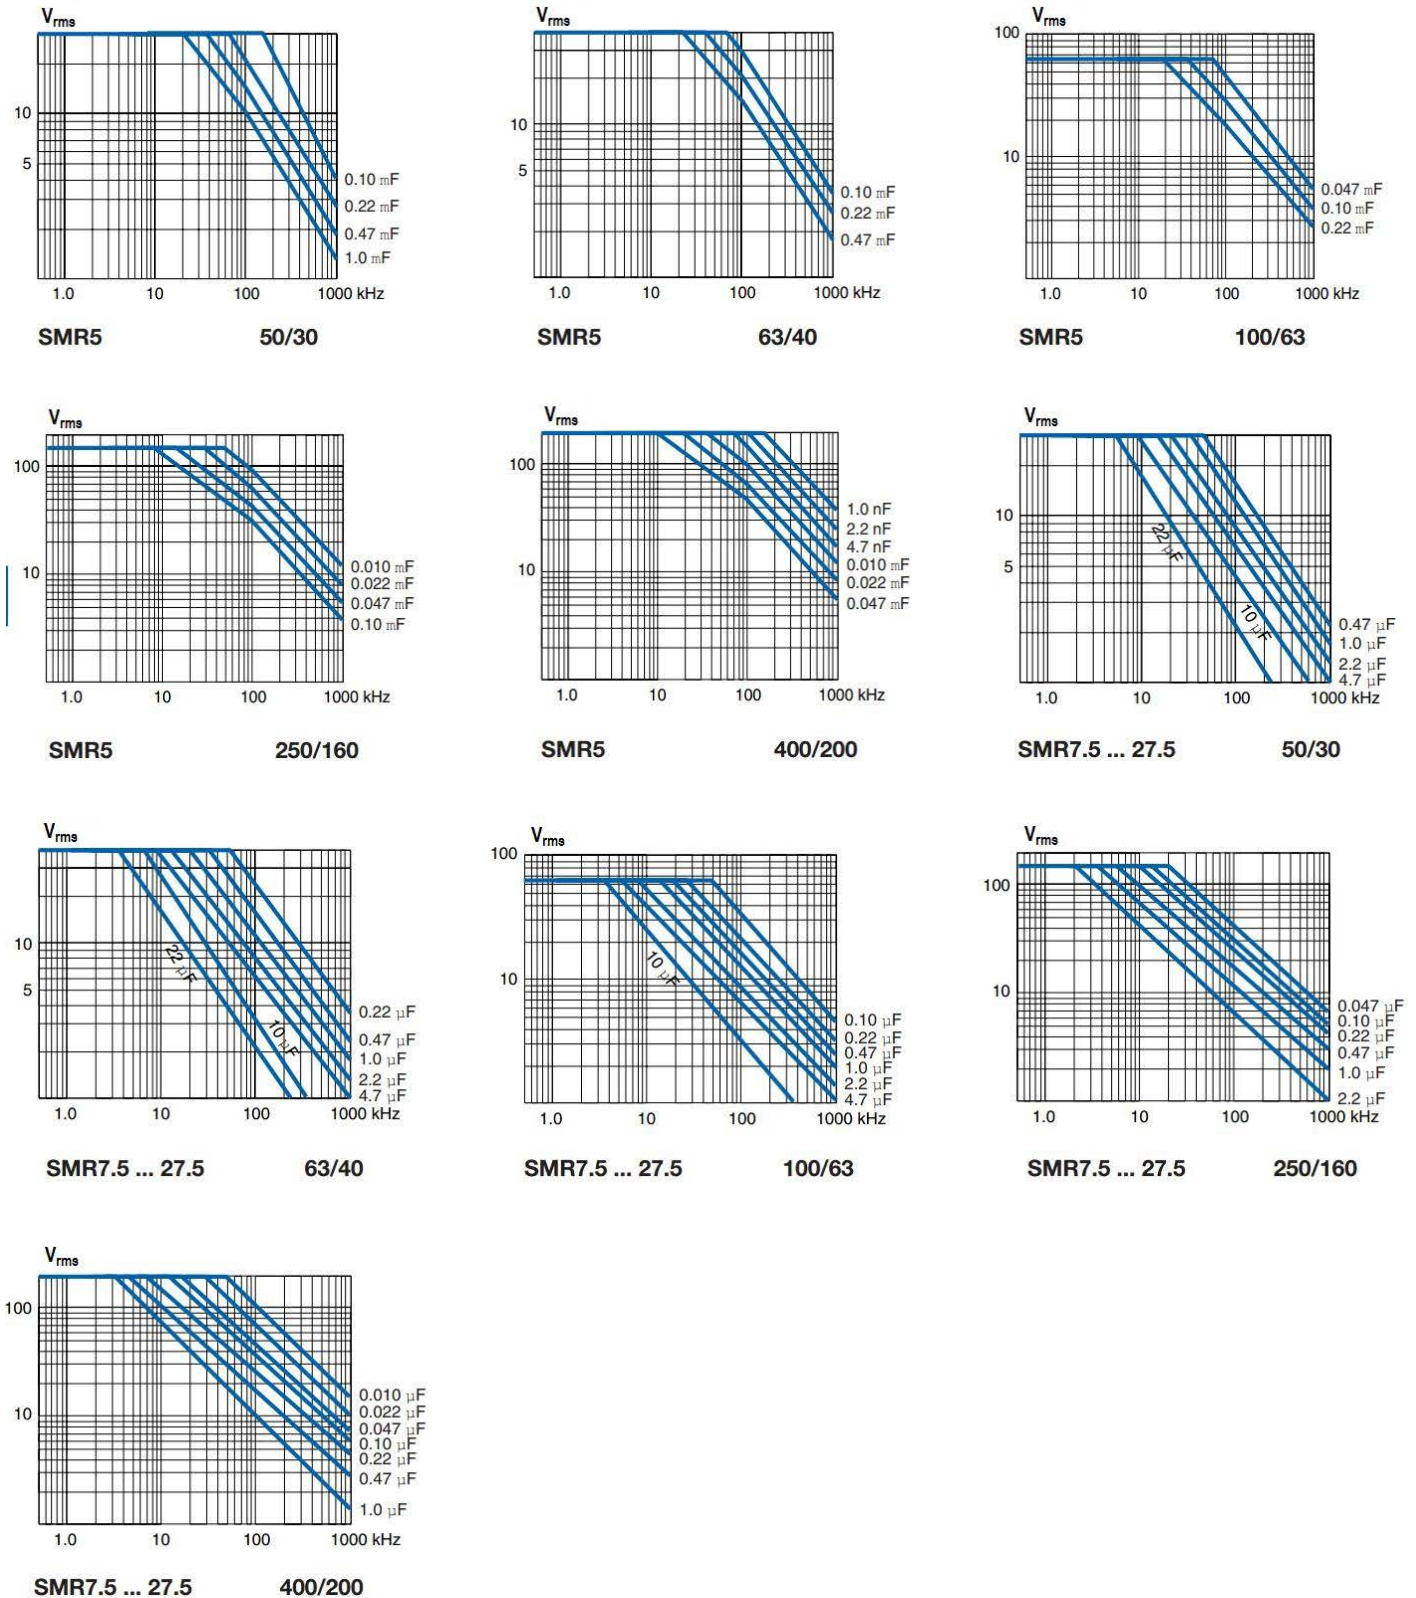 Vrms
10
5
0.10 mF
0.22 mF
0.47 mF
1.0 mF
1.0 10 100 1000 kHz
SMR5 50/30
Vrms
10
5
0.10 mF
0.22 mF
0.47 mF
1.0 10 100 1000 kHz
SMR5 63/40
Vrms
100
10
0.047 mF
0.10 mF
0.22 mF
1.0 10 100 1000 kHz
SMR5 100/63
Vrms
100
10
0.010 mF
0.022 mF
0.047 mF
0.10 mF
1.0 10 100 1000 kHz
SMR5 250/160
Vrms
100
10
1.0 nF
2.2 nF
4.7 nF
0.010 mF
0.022 mF
0.047 mF
1.0 10 100 1000 kHz
SMR5 400/200
10
5
22 µF
10 µF
0.47 µF
1.0 µF
2.2 µF
4.7 µF
1.0 10 100 1000 kHz
SMR7.5 ... 27.5 50/30
Vrms
10
5
22 µF
10 µF
0.22 µF
0.47 µF
1.0 µF
2.2 µF
4.7 µF
1.0 10 100 1000 kHz
SMR7.5 ... 27.5 63/40
Vrms
100
10
10 µF
0.10 µF
0.22 µF
0.47 µF
1.0 µF
2.2 µF
4.7 µF
1.0 10 100 1000 kHz
SMR7.5 ... 27.5 100/63
Vrms
100
10
0.047 µF
0.10 µF
0.22 µF
0.47 µF
1.0 µF
2.2 µF
1.0 10 100 1000 kHz
SMR7.5 ... 27.5 250/160
Vrms
100
10
0.010 µF
0.022 µF
0.047 µF
0.10 µF
0.22 µF
0.47 µF
1.0 µF
1.0 10 100 1000 kHz
SMR7.5 ... 27.5 400/200